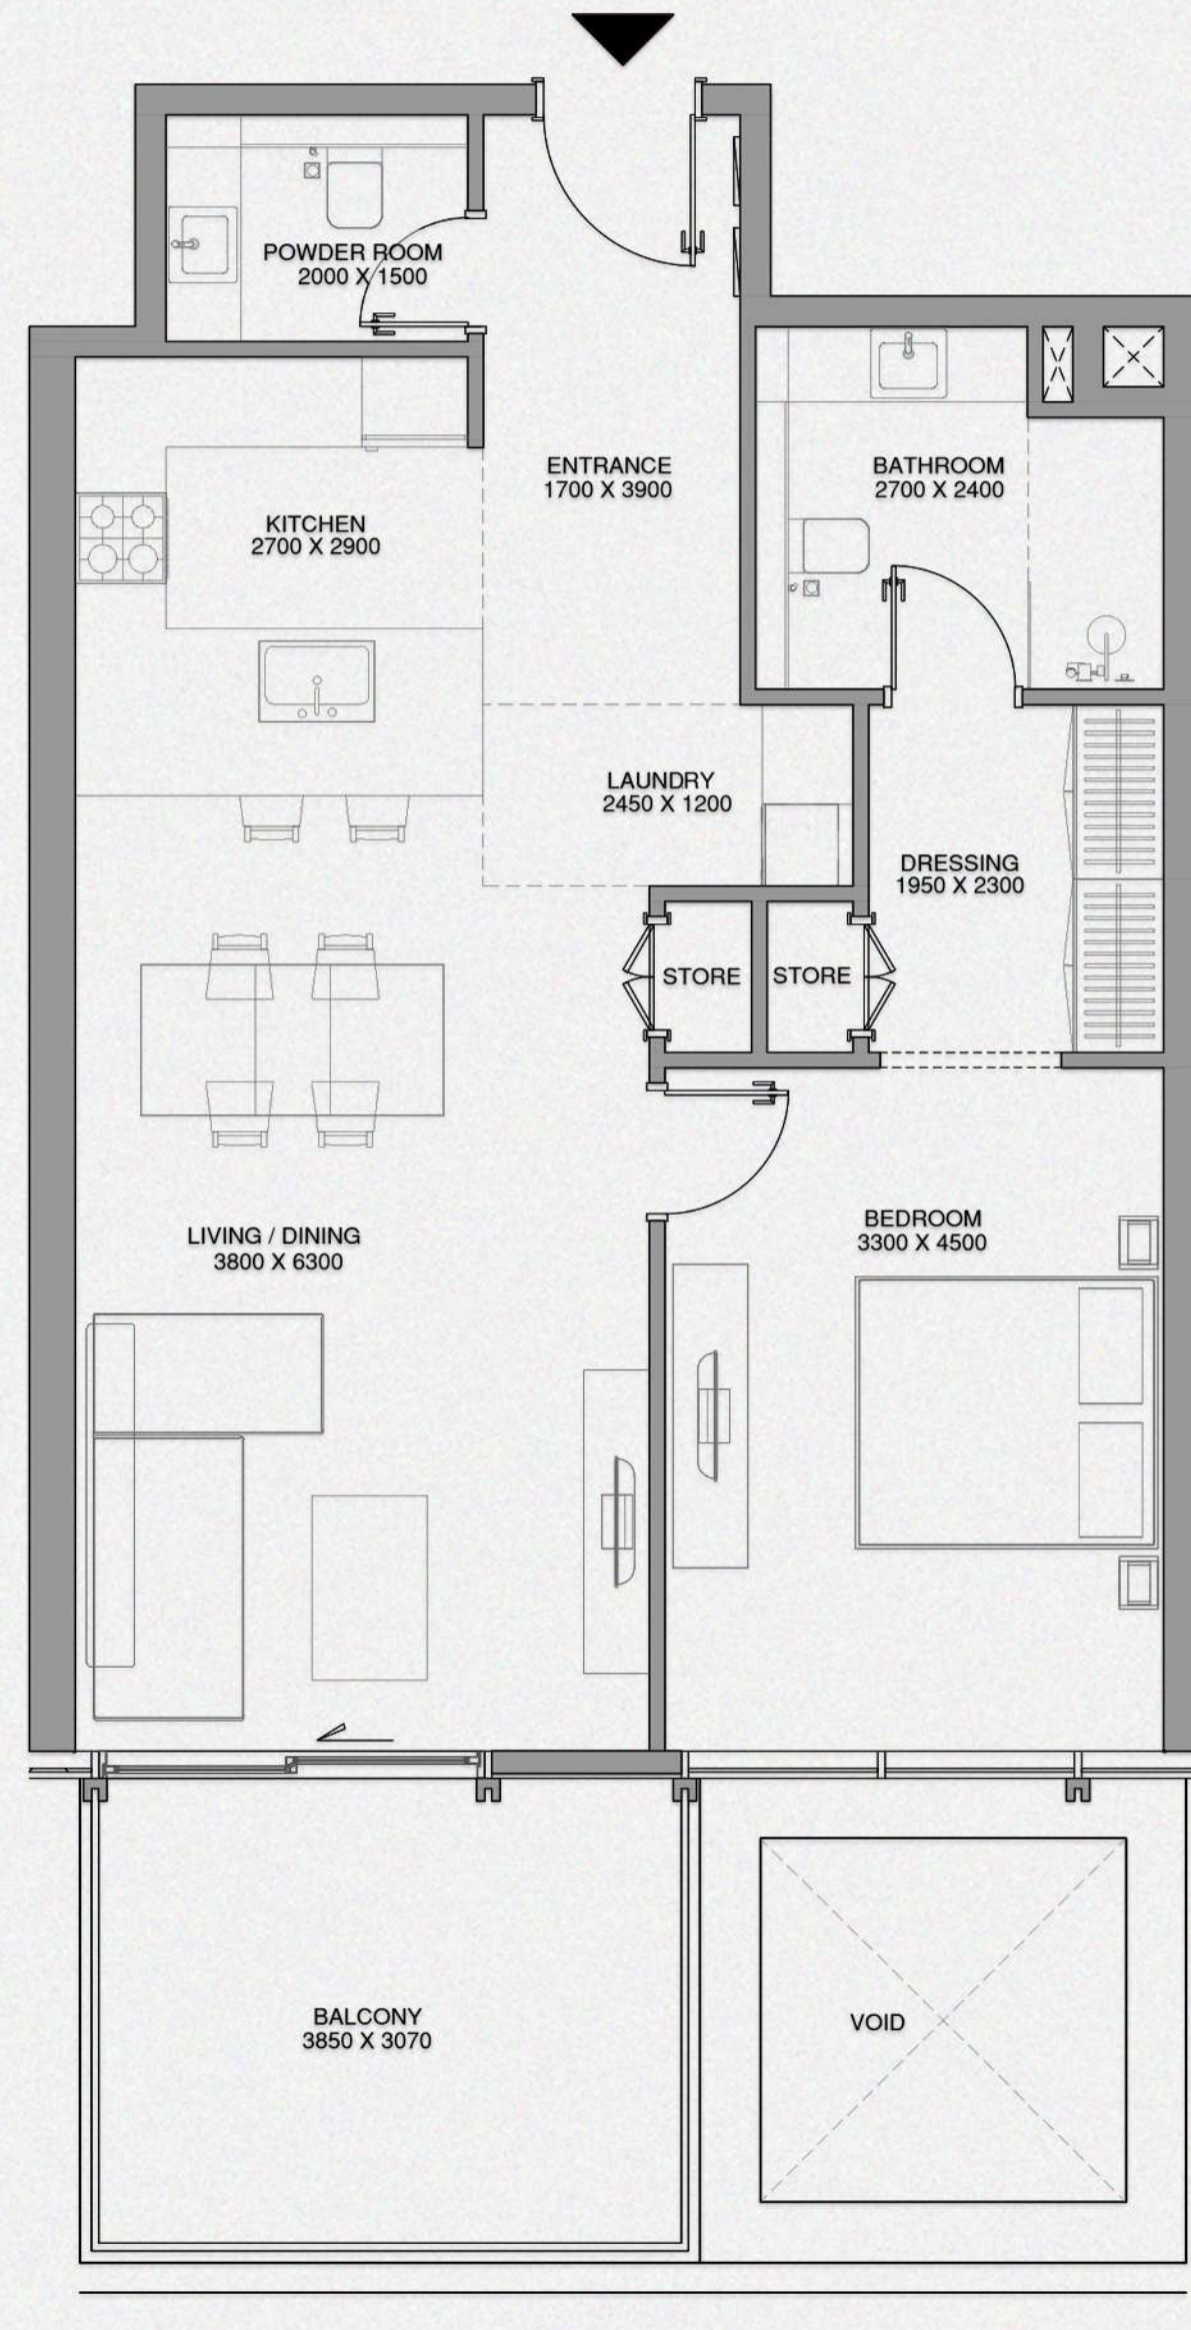 POWDER ROOM
2000 X 1500
ENTRANCE
1700 X 3900
BATHROOM
2700 X 2400
KITCHEN
2700 X 2900
LAUNDRY
2450 X 1200
DRESSING
1950 X 2300
STORE
STORE
LIVING / DINING
3800 X 6300
BEDROOM
3300 X 4500
BALCONY
3850 X 3070
VOID